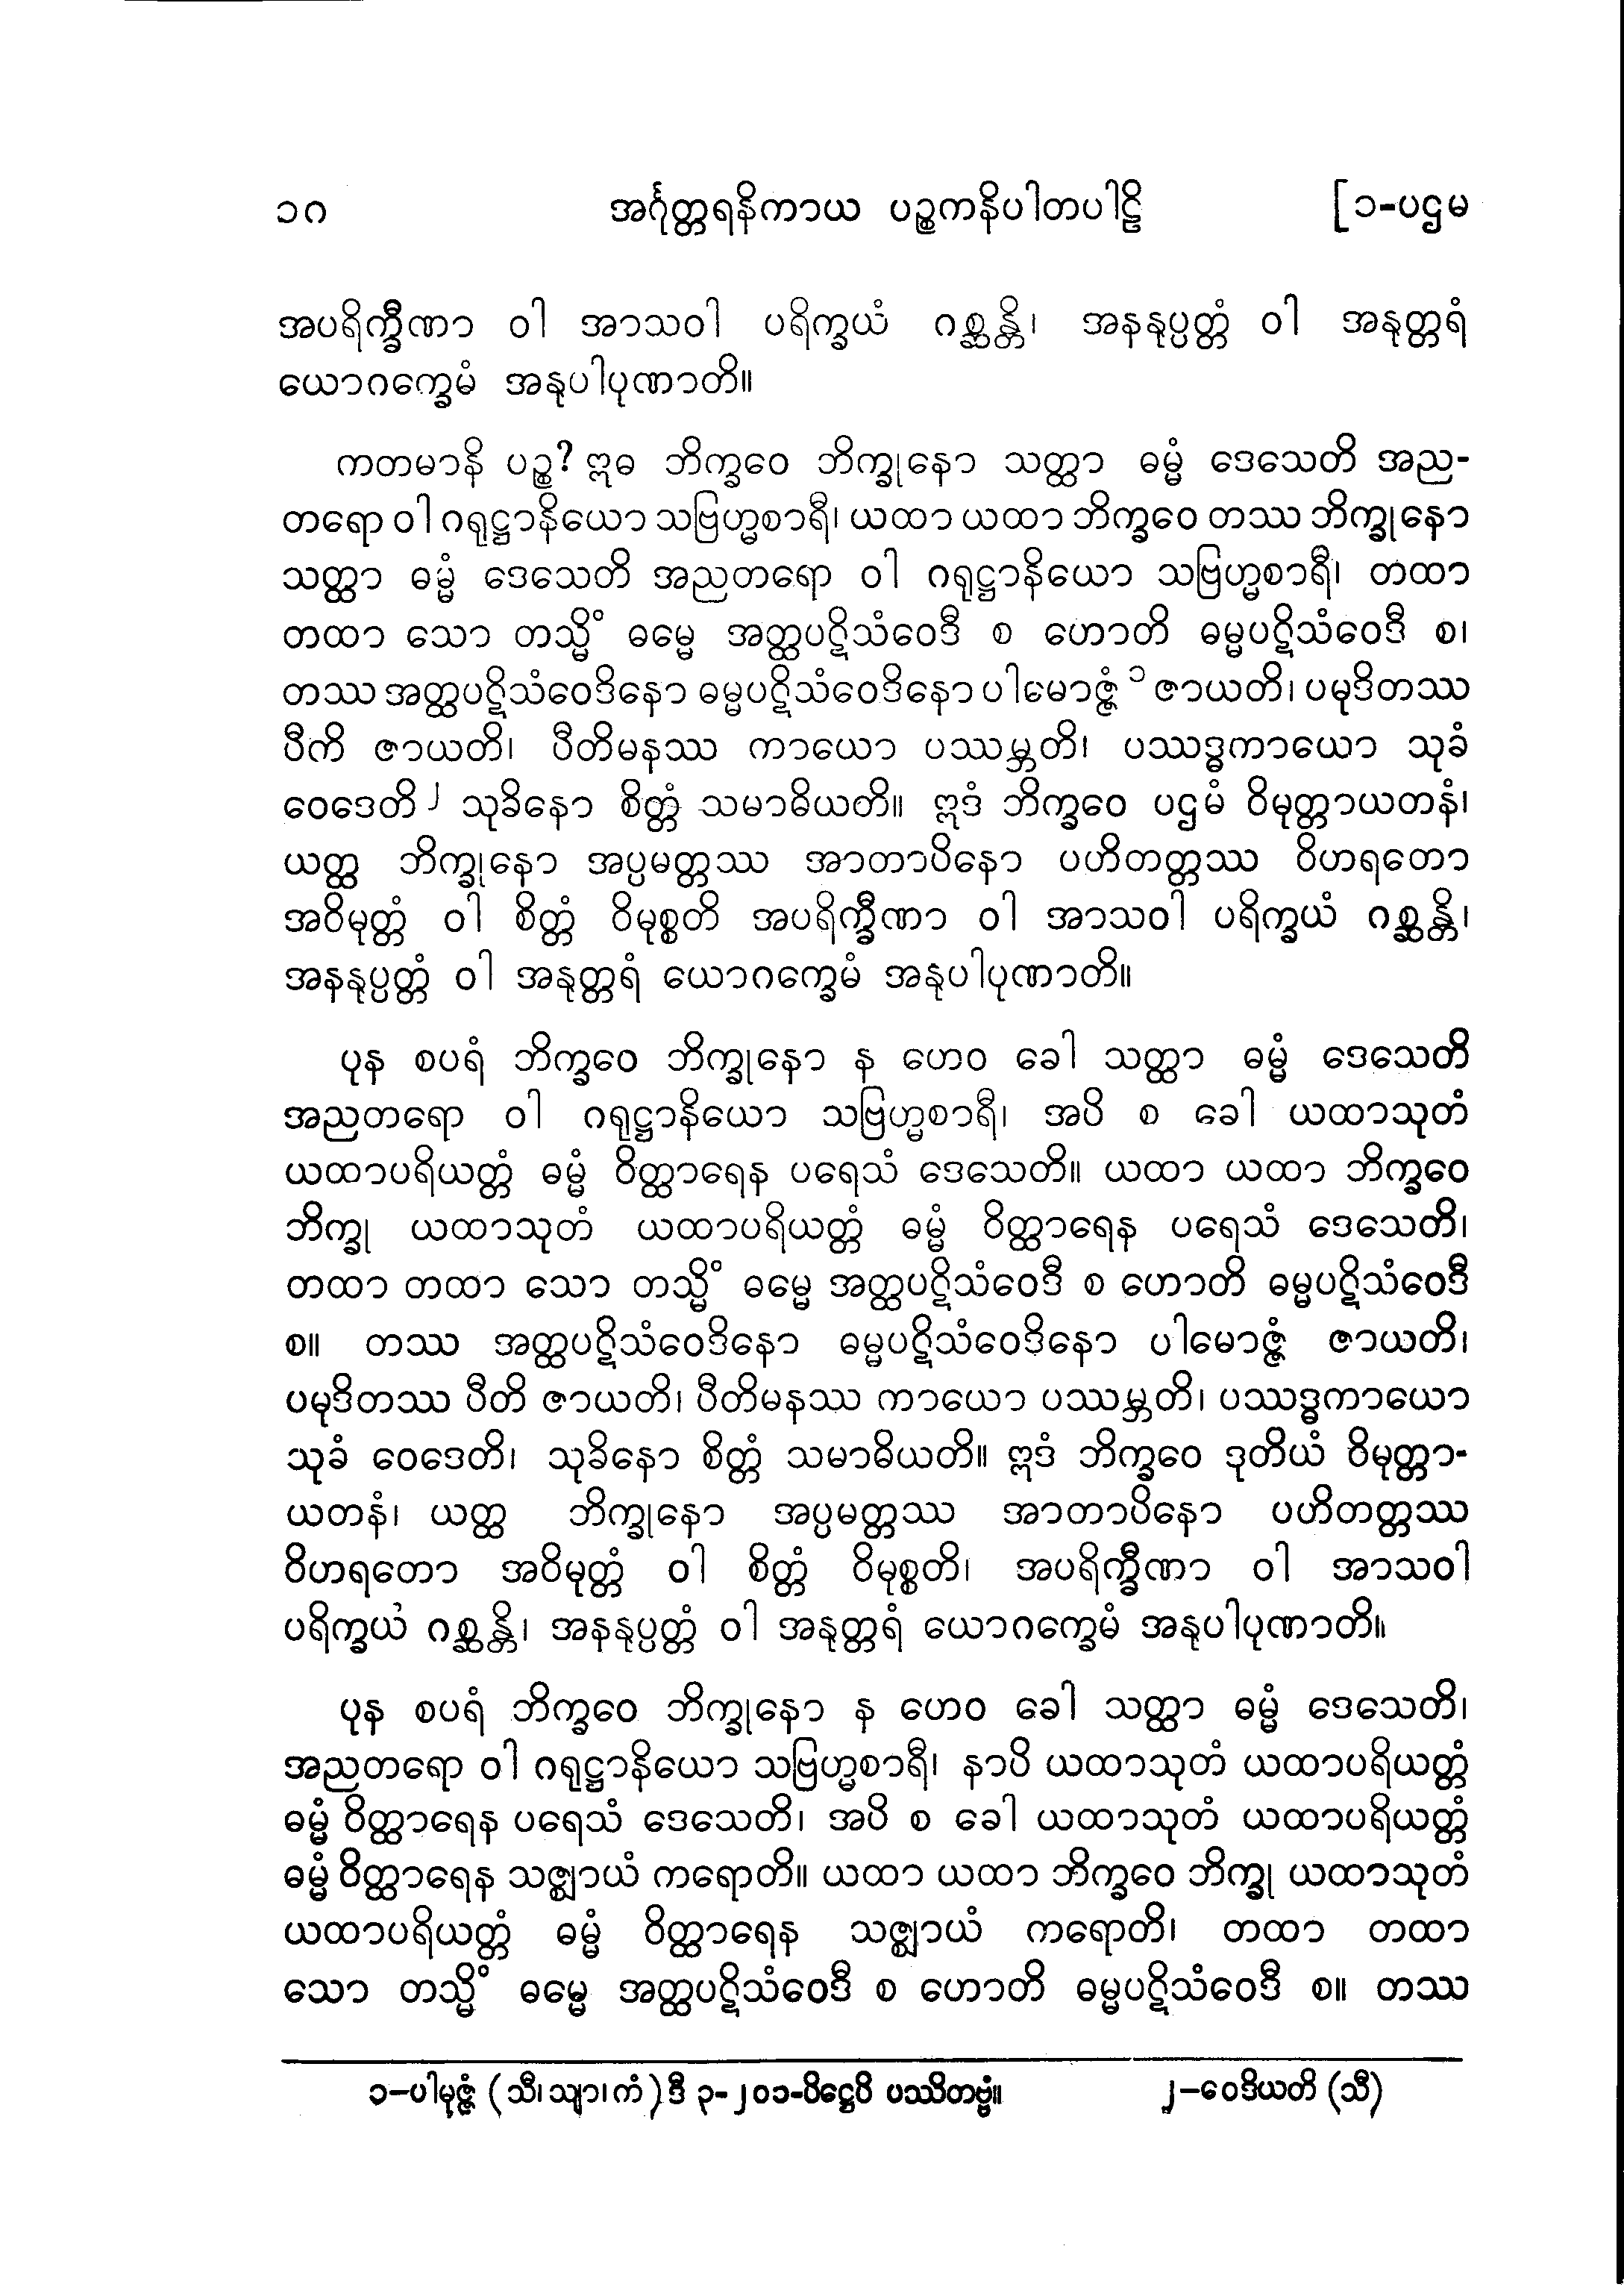 ၁၈ အင်္ဂုတ္တရနိကာယ ပဉ္စကနိပါတပါဠိ [၁-ပဌမ
အပရိက္ခီဏာ ဝါ အာသဝါ ပရိက္ခယံ ဂစ္ဆန္တိ၊ အနနုပ္ပတ္တံ ဝါ အနုတ္တရံ
ယောဂက္ခေမံ အနုပါပုဏာတိ။
ကတမာနိ ပဉ္စ? ဣဓ ဘိက္ခဝေ ဘိက္ခုနော သတ္ထာ ဓမ္မံ ဒေသေတိ အည-
တရော ဝါ ဂရုဋ္ဌာနိယော သဗြဟ္မစာရီ၊ ယထာ ယထာ ဘိက္ခဝေ တဿ ဘိက္ခုနော
သတ္ထာ ဓမ္မံ ဒေသေတိ အညတရော ဝါ ဂရုဋ္ဌာနိယော သဗြဟ္မစာရီ၊ တထာ
တထာ သော တသ္မိံ ဓမ္မေ အတ္ထပဋိသံဝေဒီ စ ဟောတိ ဓမ္မပဋိသံဝေဒီ စ၊
တဿ အတ္ထပဋိသံဝေဒိနော ဓမ္မပဋိသံဝေဒိနော ပါမောဇ္ဇံ ၁ ဇာယတိ၊ ပမုဒိတဿ
ပီကိ ဇာယတိ၊ ပီတိမနဿ ကာယော ပဿမ္ဘတိ၊ ပဿဒ္ဓကာယော သုခံ
ဝေဒေတိ ၂ သုခိနော စိတ္တံ သမာဓိယတိ။ ဣဒံ ဘိက္ခဝေ ပဌမံ ဝိမုတ္တာယတနံ၊
ယတ္ထ ဘိက္ခုနော အပ္ပမတ္တဿ အာတာပိနော ပဟိတတ္တဿ ဝိဟရတော
အဝိမုတ္တံ ဝါ စိတ္တံ ဝိမုစ္စတိ အပရိက္ခီဏာ ဝါ အာသဝါ ပရိက္ခယံ ဂစ္ဆန္တိ၊
အနနုပ္ပတ္တံ ဝါ အနုတ္တရံ ယောဂက္ခေမံ အနုပါပုဏာတိ။
ပုန စပရံ ဘိက္ခဝေ ဘိက္ခုနော န ဟေဝ ခေါ သတ္ထာ ဓမ္မံ ဒေသေတိ
အညတရော ဝါ ဂရုဋ္ဌာနိယော သဗြဟ္မစာရီ၊ အပိ စ ခေါ ယထာသုတံ
ယထာပရိယတ္တံ ဓမ္မံ ဝိတ္ထာရေန ပရေသံ ဒေသေတိ။ ယထာ ယထာ ဘိက္ခဝေ
ဘိက္ခု ယထာသုတံ ယထာပရိယတ္တံ ဓမ္မံ ဝိတ္ထာရေန ပရေသံ ဒေသေတိ၊
တထာ တထာ သော တသ္မိံ ဓမ္မေ အတ္ထပဋိသံဝေဒီ စ ဟောတိ ဓမ္မပဋိသံဝေဒီ
စ။ တဿ အတ္ထပဋိသံဝေဒိနော ဓမ္မပဋိသံဝေဒိနော ပါမောဇ္ဇံ ဇာယတိ၊
ပမုဒိတဿ ပီတိ ဇာယတိ၊ ပီတိမနဿ ကာယော ပဿမ္ဘတိ၊ ပဿဒ္ဓကာယော
သုခံ ဝေဒေတိ၊ သုခိနော စိတ္တံ သမာဓိယတိ။ ဣဒံ ဘိက္ခဝေ ဒုတိယံ ဝိမုတ္တာ-
ယတနံ၊ ယတ္ထ ဘိက္ခုနော အပ္ပမတ္တဿ အာတာပိနော ပဟိတတ္တဿ
ဝိဟရတော အဝိမုတ္တံ ဝါ စိတ္တံ ဝိမုစ္စတိ၊ အပရိက္ခီဏာ ဝါ အာသဝါ
ပရိက္ခယံ ဂစ္ဆန္တိ၊ အနနုပ္ပတ္တံ ဝါ အနုတ္တရံ ယောဂက္ခေမံ အနုပါပုဏာတိ။
ပုန စပရံ ဘိက္ခဝေ ဘိက္ခုနော န ဟေဝ ခေါ သတ္ထာ ဓမ္မံ ဒေသေတိ၊
အညတရော ဝါ ဂရုဋ္ဌာနိယော သဗြဟ္မစာရီ၊ နာပိ ယထာသုတံ ယထာပရိယတ္တံ
ဓမ္မံ ဝိတ္ထာရေန ပရေသံ ဒေသေတိ၊ အပိ စ ခေါ ယထာသုတံ ယထာပရိယတ္တံ
ဓမ္မံ ဝိတ္ထာရေန သဇ္ဈာယံ ကရောတိ။ ယထာ ယထာ ဘိက္ခဝေ ဘိက္ခု ယထာသုတံ
ယထာပရိယတ္တံ ဓမ္မံ ဝိတ္ထာရေန သဇ္ဈာယံ ကရောတိ၊ တထာ တထာ
သော တသ္မိံ ဓမ္မေ အတ္ထပဋိသံဝေဒီ စ ဟောတိ ဓမ္မပဋိသံဝေဒီ စ။ တဿ
၁-ပါမုဇ္ဇံ (သီ၊သျာ၊ကံ) ဒီ ၃-၂၀၁-ပိဋ္ဌေပိ ပဿိတဗ္ဗံ။ ၂-ဝေဒိယတိ (သီ)